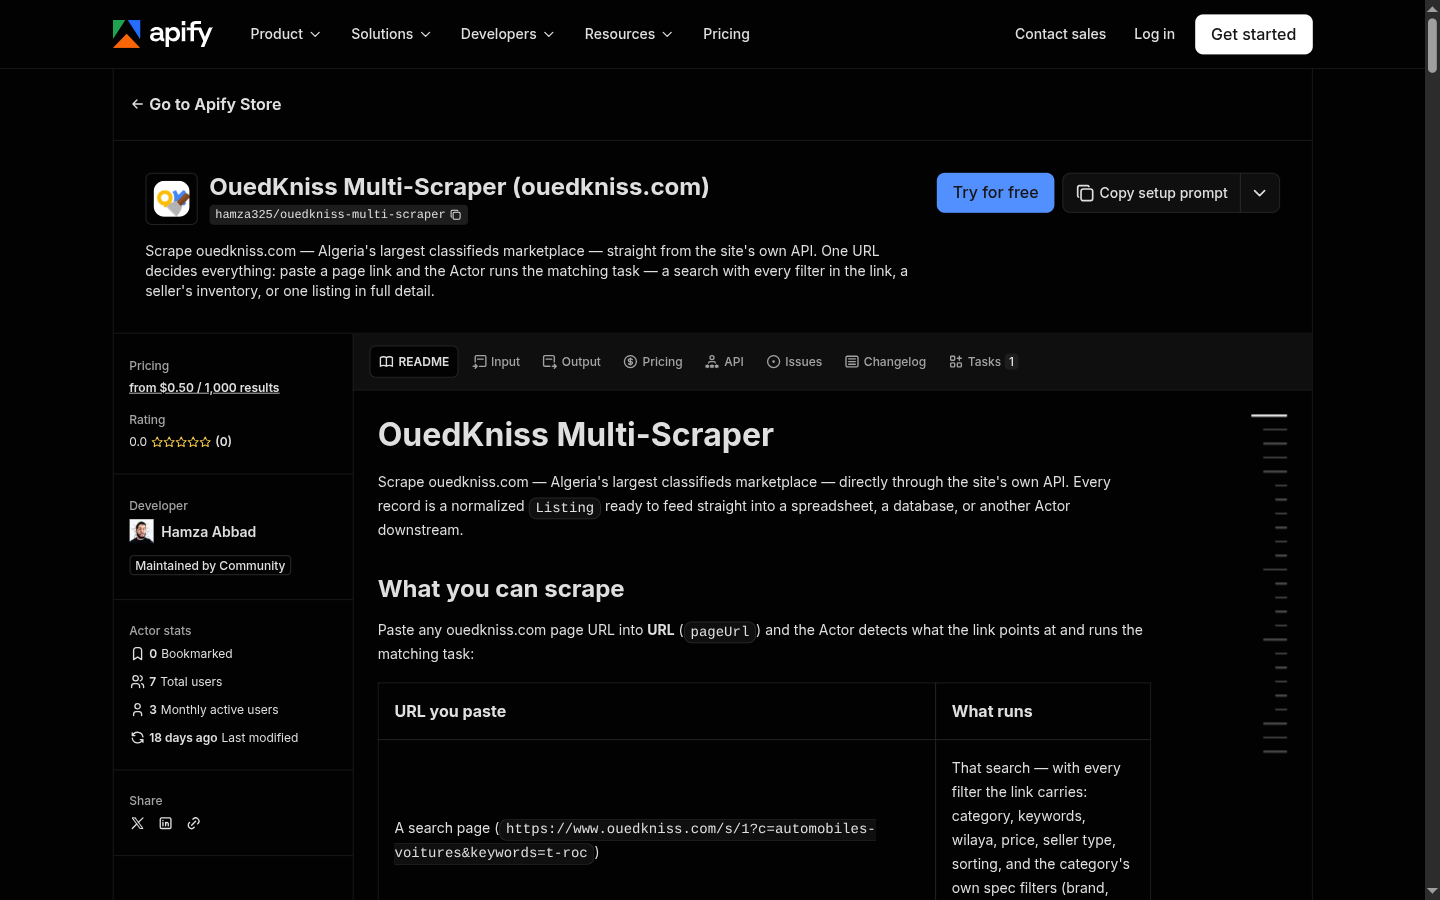 apify
Product
Solutions
Developers
Resources
Pricing
Contact sales
Log in
Get started
← Go to Apify Store
OuedKniss Multi-Scraper (ouedkniss.com)
hamza325/ouedkniss-multi-scraper
Try for free
Copy setup prompt
Scrape ouedkniss.com — Algeria's largest classifieds marketplace — straight from the site's own API. One URL
decides everything: paste a page link and the Actor runs the matching task — a search with every filter in the link, a
seller's inventory, or one listing in full detail.
Pricing
from $0.50 / 1,000 results
Rating
0.0 (0)
Developer
Hamza Abbad
Maintained by Community
Actor stats
0 Bookmarked
7 Total users
3 Monthly active users
18 days ago Last modified
Share
README
Input
Output
Pricing
API
Issues
Changelog
Tasks 1
OuedKniss Multi-Scraper
Scrape ouedkniss.com — Algeria's largest classifieds marketplace — directly through the site's own API. Every
record is a normalized Listing ready to feed straight into a spreadsheet, a database, or another Actor
downstream.
What you can scrape
Paste any ouedkniss.com page URL into URL (pageUrl) and the Actor detects what the link points at and runs the
matching task:
URL you paste
What runs
A search page (https://www.ouedkniss.com/s/1?c=automobiles-
voitures&keywords=t-roc)
That search — with every
filter the link carries:
category, keywords,
wilaya, price, seller type,
sorting, and the category's
own spec filters (brand,